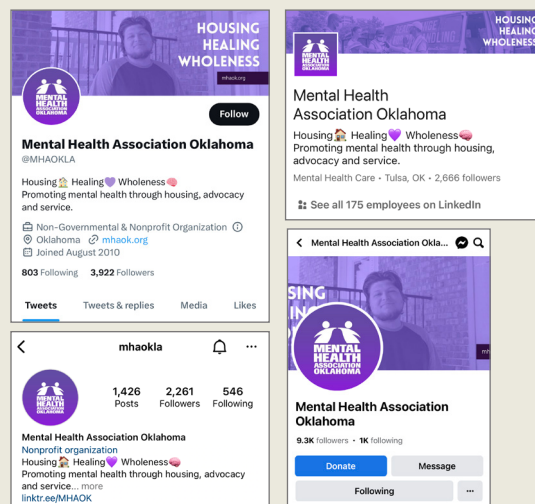 HOUSING
HEALING
WHOLENESS
mhaok.org
MENTAL
HEALTH
ASSOCIATION
OKLAHOMA
Follow
Mental Health Association Oklahoma
@MHAOKLA
Housing🏠 Healing💜 Wholeness🧠
Promoting mental health through housing, advocacy
and service.
Non-Governmental & Nonprofit Organization
Oklahoma mhaok.org
Joined August 2010
803 Following 3,922 Followers
Tweets Tweets & replies Media Likes
HOUSING
HEALING
WHOLENESS
MENTAL
HEALTH
ASSOCIATION
OKLAHOMA
Mental Health
Association Oklahoma
Housing🏠 Healing💜 Wholeness🧠
Promoting mental health through housing,
advocacy and service.
Mental Health Care • Tulsa, OK • 2,666 followers
See all 175 employees on LinkedIn
mhaokla
MENTAL
HEALTH
ASSOCIATION
OKLAHOMA
1,426 2,261 546
Posts Followers Following
Mental Health Association Oklahoma
Nonprofit organization
Housing🏠 Healing💜 Wholeness🧠
Promoting mental health through housing, advocacy
and service... more
linktr.ee/MHAOK
Mental Health Association Okla...
SING
MENTAL
HEALTH
ASSOCIATION
OKLAHOMA
Mental Health Association
Oklahoma
9.3K followers • 1K following
Donate Message
Following ...